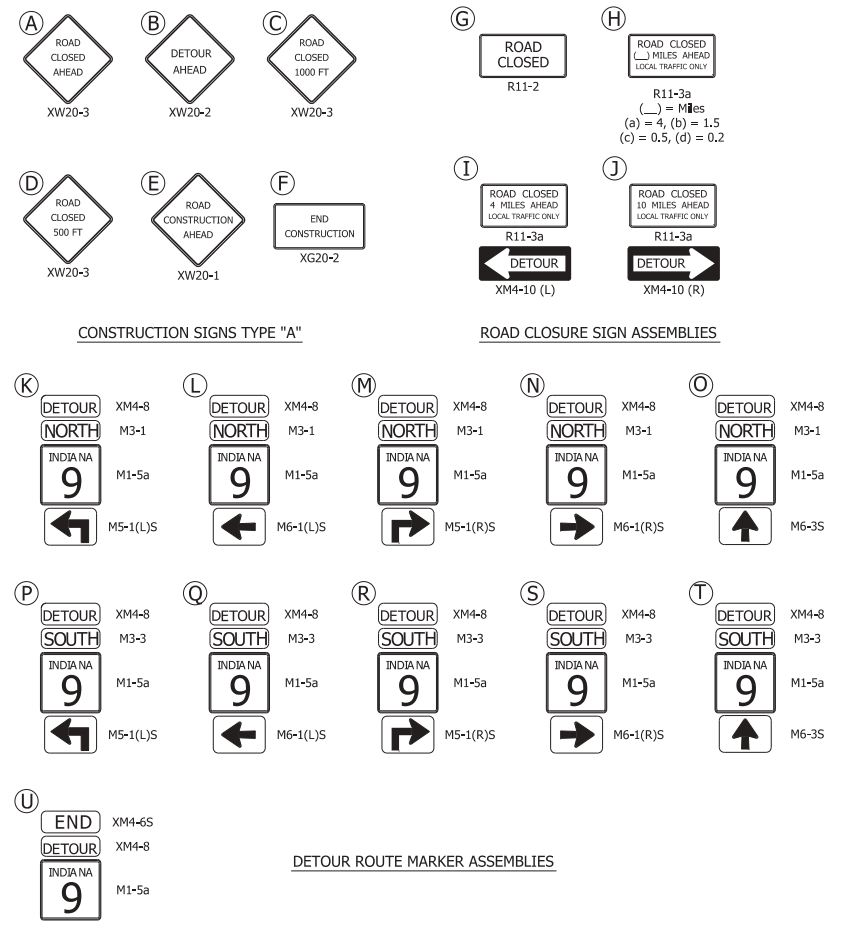 A
ROAD
CLOSED
AHEAD
XW20-3
B
DETOUR
AHEAD
XW20-2
C
ROAD
CLOSED
1000 FT
XW20-3
G
ROAD
CLOSED
R11-2
H
ROAD CLOSED
(__) MILES AHEAD
LOCAL TRAFFIC ONLY
R11-3a
(__) = Miles
(a) = 4, (b) = 1.5
(c) = 0.5, (d) = 0.2
D
ROAD
CLOSED
500 FT
XW20-3
E
ROAD
CONSTRUCTION
AHEAD
XW20-1
F
END
CONSTRUCTION
XG20-2
I
ROAD CLOSED
4 MILES AHEAD
LOCAL TRAFFIC ONLY
R11-3a
DETOUR
XM4-10 (L)
J
ROAD CLOSED
10 MILES AHEAD
LOCAL TRAFFIC ONLY
R11-3a
DETOUR
XM4-10 (R)
CONSTRUCTION SIGNS TYPE "A"
ROAD CLOSURE SIGN ASSEMBLIES
K
DETOUR XM4-8
NORTH M3-1
INDIANA
9 M1-5a
M5-1(L)S
L
DETOUR XM4-8
NORTH M3-1
INDIANA
9 M1-5a
M6-1(L)S
M
DETOUR XM4-8
NORTH M3-1
INDIANA
9 M1-5a
M5-1(R)S
N
DETOUR XM4-8
NORTH M3-1
INDIANA
9 M1-5a
M6-1(R)S
O
DETOUR XM4-8
NORTH M3-1
INDIANA
9 M1-5a
M6-3S
P
DETOUR XM4-8
SOUTH M3-3
INDIANA
9 M1-5a
M5-1(L)S
Q
DETOUR XM4-8
SOUTH M3-3
INDIANA
9 M1-5a
M6-1(L)S
R
DETOUR XM4-8
SOUTH M3-3
INDIANA
9 M1-5a
M5-1(R)S
S
DETOUR XM4-8
SOUTH M3-3
INDIANA
9 M1-5a
M6-1(R)S
T
DETOUR XM4-8
SOUTH M3-3
INDIANA
9 M1-5a
M6-3S
U
END XM4-6S
DETOUR XM4-8
INDIANA
9 M1-5a
DETOUR ROUTE MARKER ASSEMBLIES